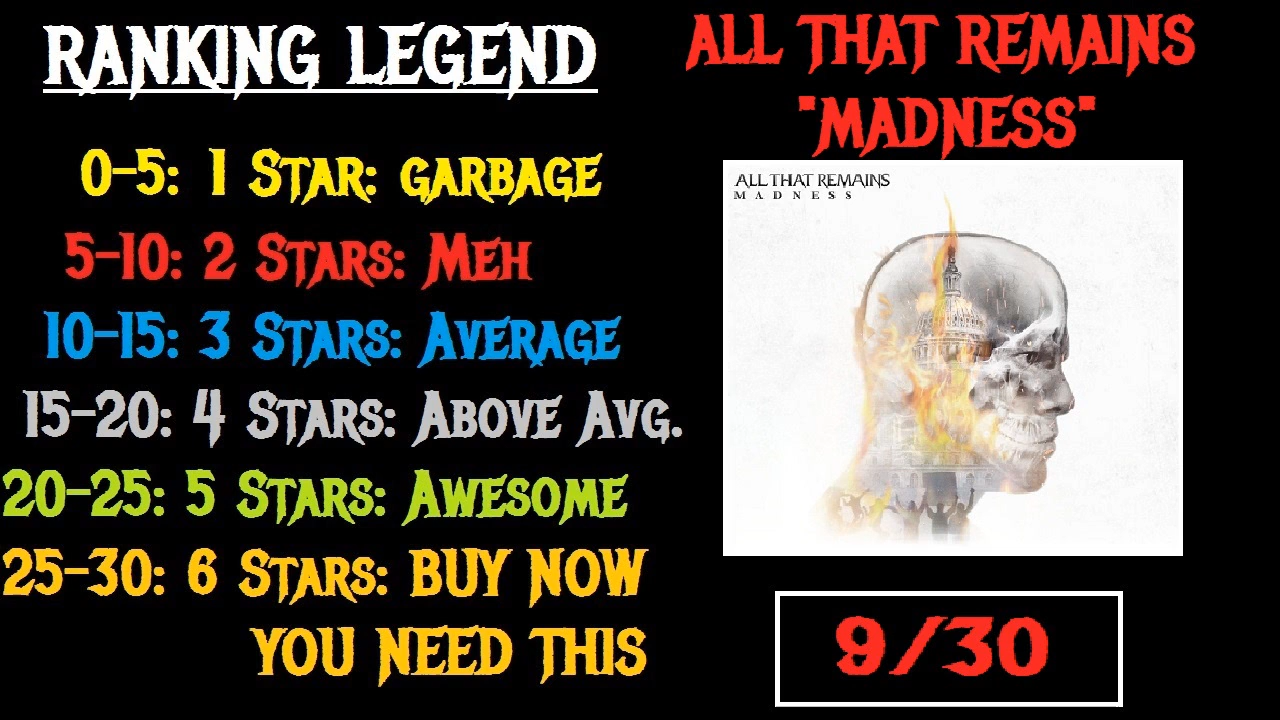 RANKING LEGEND
0-5: 1 Star: garbage
5-10: 2 Stars: Meh
10-15: 3 Stars: Average
15-20: 4 Stars: Above Avg.
20-25: 5 Stars: Awesome
25-30: 6 Stars: BUY NOW
YOU NEED THIS
ALL THAT REMAINS
"MADNESS"
ALL THAT REMAINS
MADNESS
9/30